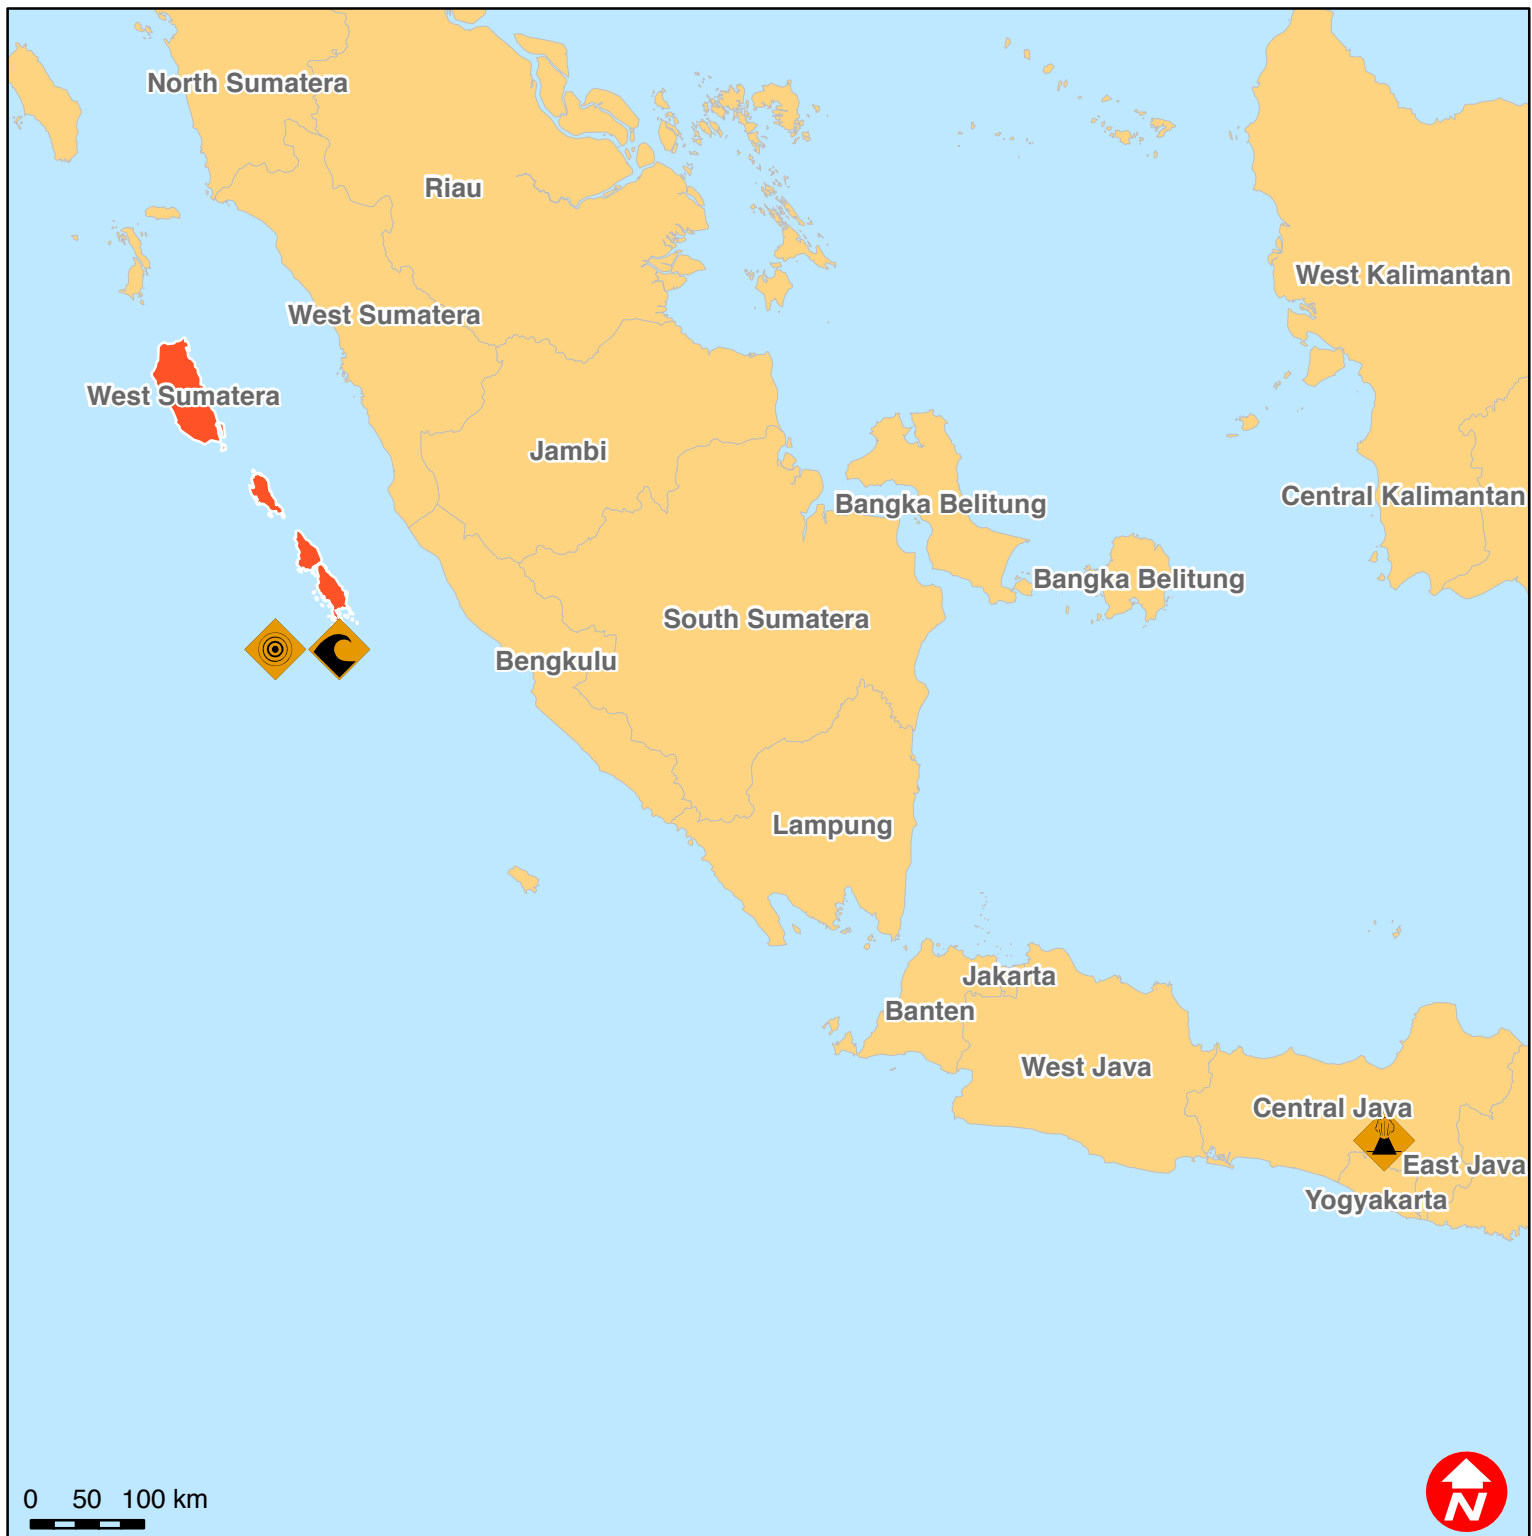 North Sumatera
Riau
West Kalimantan
West Sumatera
West Sumatera
Jambi
Central Kalimantan
Bangka Belitung
Bangka Belitung
South Sumatera
Bengkulu
Lampung
Jakarta
Banten
West Java
Central Java
East Java
Yogyakarta
0 50 100 km
N